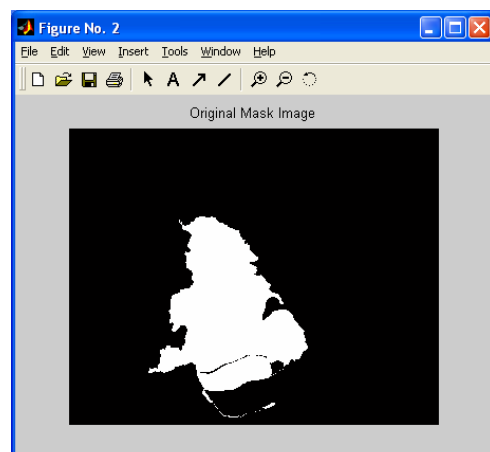 Figure No. 2
File Edit View Insert Tools Window Help
A
Original Mask Image